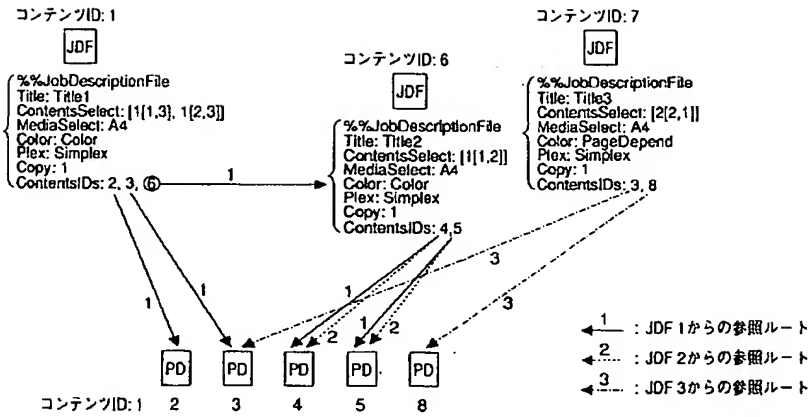 コンテンツID: 1
JDF
%%JobDescriptionFile
Title: Title1
ContentsSelect: [1[1,3}, 1[2,3]]
MediaSelect: A4
Color: Color
Plex: Simplex
Copy: 1
ContentsIDs: 2, 3, ⑥
コンテンツID: 6
JDF
%%JobDescriptionFile
Title: Title2
ContentsSelect: [1[1,2]]
MediaSelect: A4
Color: Color
Plex: Simplex
Copy: 1
ContentsIDs: 4,5
コンテンツID: 7
JDF
%%JobDescriptionFile
Title: Title3
ContentsSelect: [2[2,1]]
MediaSelect: A4
Color: PageDepend
Plex: Simplex
Copy: 1
ContentsIDs: 3, 8
1
1
1
1
2
1
2
3
3
PD
PD
PD
PD
PD
コンテンツID: 1 2 3 4 5 8
1 : JDF 1からの参照ルート
2 : JDF 2からの参照ルート
3 : JDF 3からの参照ルート